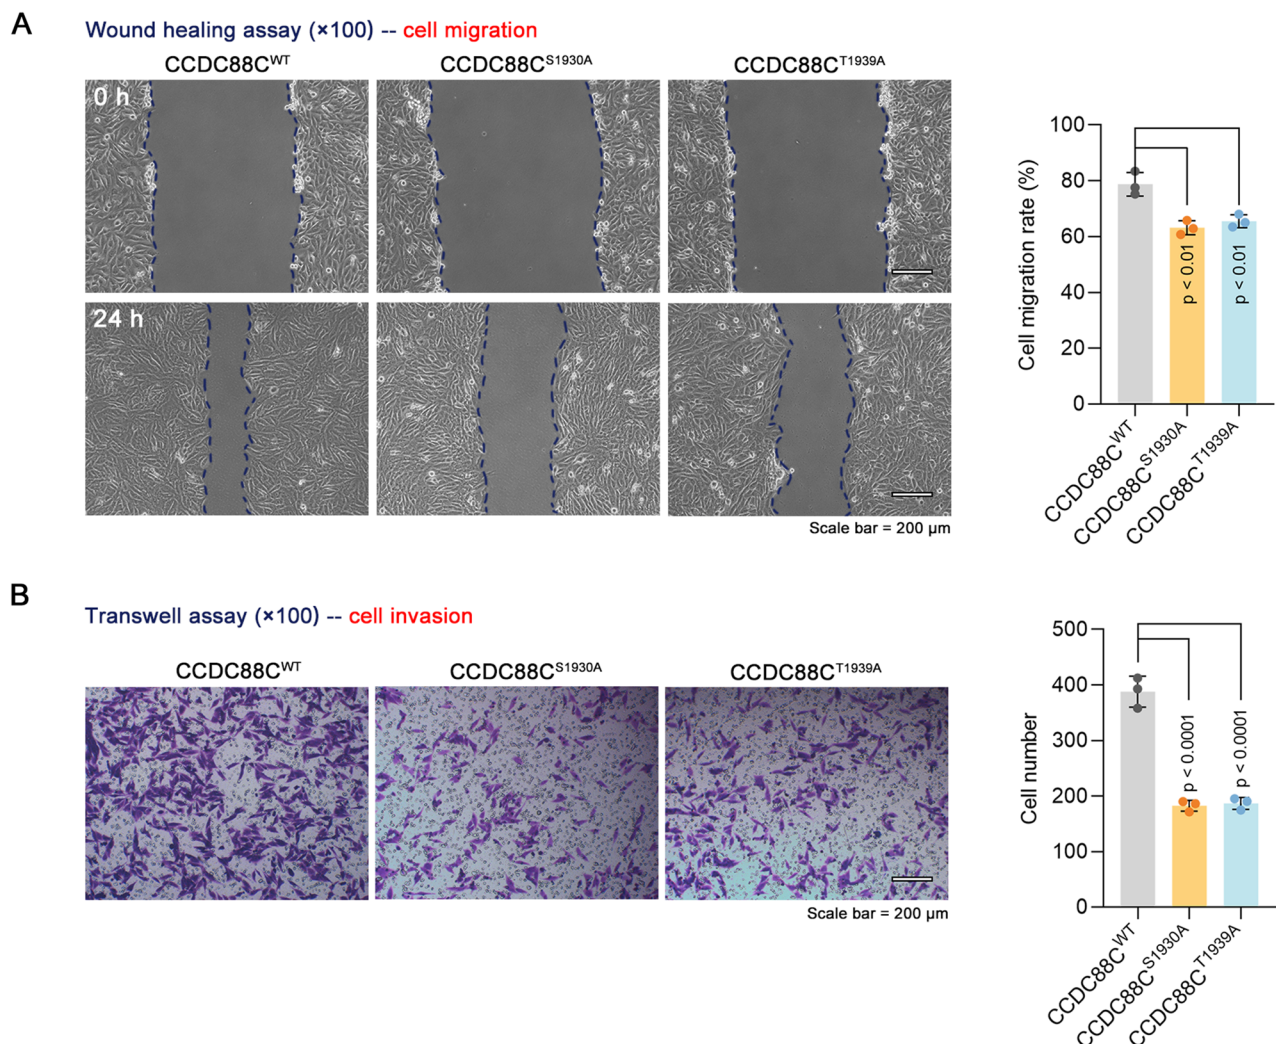 A
Wound healing assay (×100) -- cell migration
CCDC88C^WT
CCDC88C^S1930A
CCDC88C^T1939A
0 h
24 h
Scale bar = 200 µm
Cell migration rate (%)
100
80
60
40
20
0
p < 0.01
p < 0.01
CCDC88C^WT
CCDC88C^S1930A
CCDC88C^T1939A
B
Transwell assay (×100) -- cell invasion
CCDC88C^WT
CCDC88C^S1930A
CCDC88C^T1939A
Scale bar = 200 µm
Cell number
500
400
300
200
100
0
p < 0.0001
p < 0.0001
CCDC88C^WT
CCDC88C^S1930A
CCDC88C^T1939A